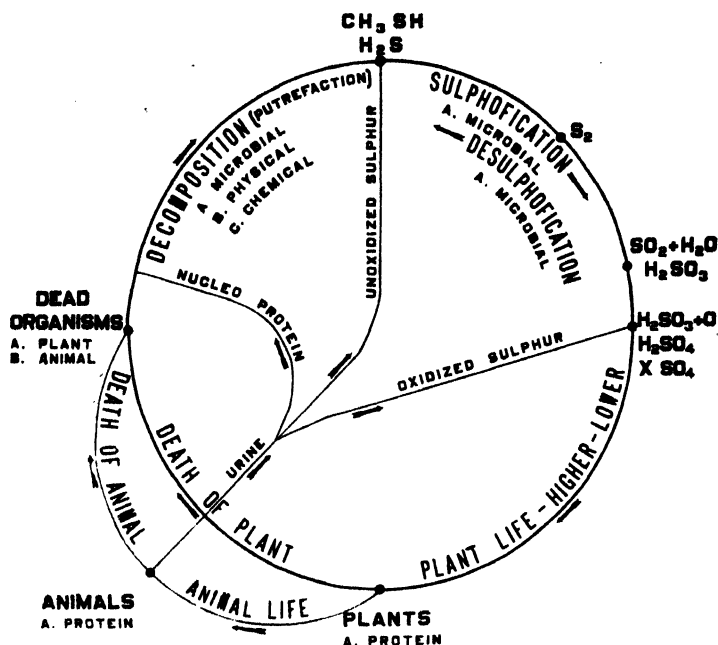 CH₃ SH
H₂S
DECOMPOSITION (PUTREFACTION)
A MICROBIAL
B. PHYSICAL
C. CHEMICAL
UNOXIDIZED SULPHUR
SULPHOFICATION
A. MICROBIAL
DESULPHOFICATION
A. MICROBIAL
S₂
SO₂+H₂O
H₂SO₃
H₂SO₃+O
H₂SO₄
X SO₄
NUCLEO PROTEIN
DEAD
ORGANISMS
A. PLANT
B. ANIMAL
OXIDIZED SULPHUR
URINE
DEATH OF ANIMAL
DEATH OF PLANT
PLANT LIFE – HIGHER–LOWER
ANIMALS
A. PROTEIN
ANIMAL LIFE
PLANTS
A. PROTEIN